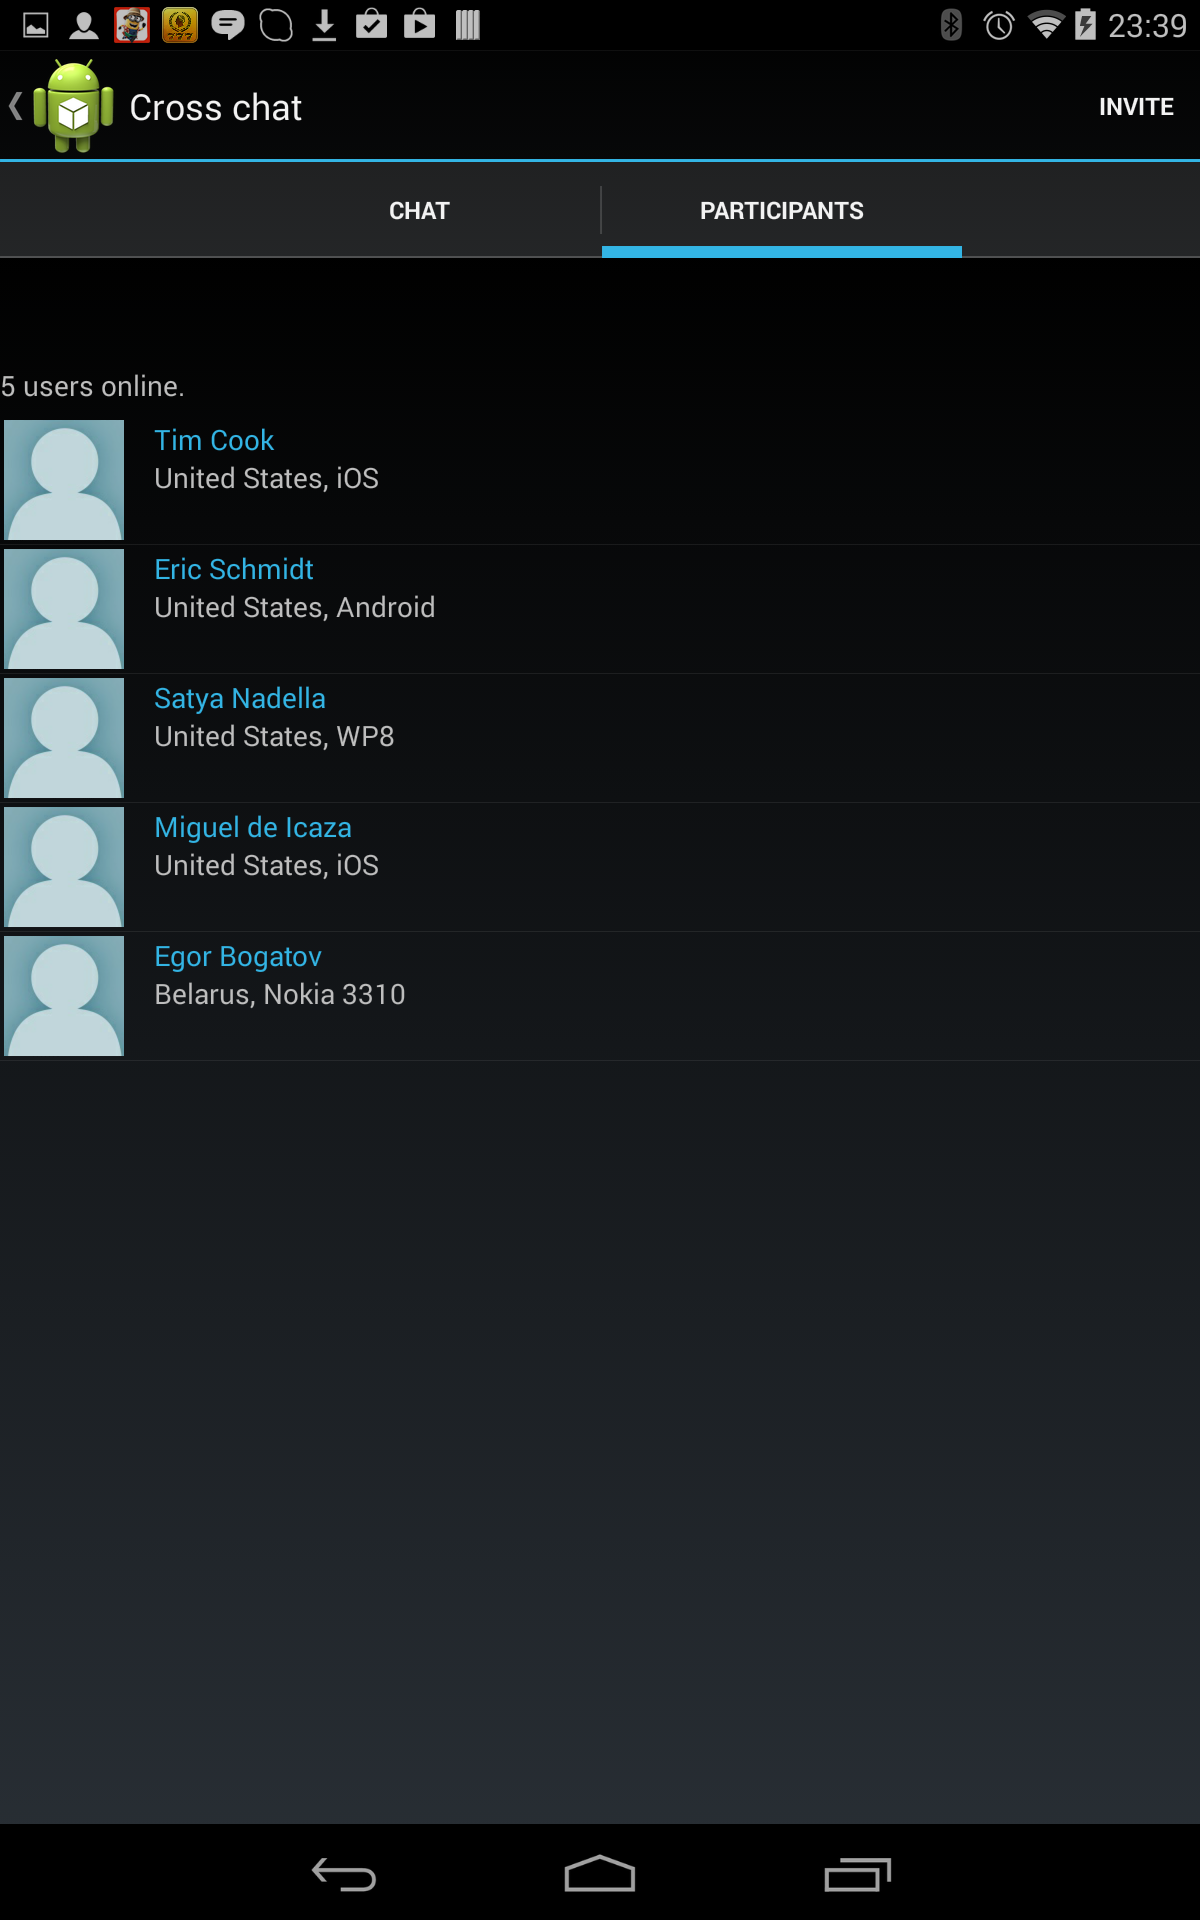 23:39
Cross chat
INVITE
CHAT
PARTICIPANTS
5 users online.
Tim Cook
United States, iOS
Eric Schmidt
United States, Android
Satya Nadella
United States, WP8
Miguel de Icaza
United States, iOS
Egor Bogatov
Belarus, Nokia 3310